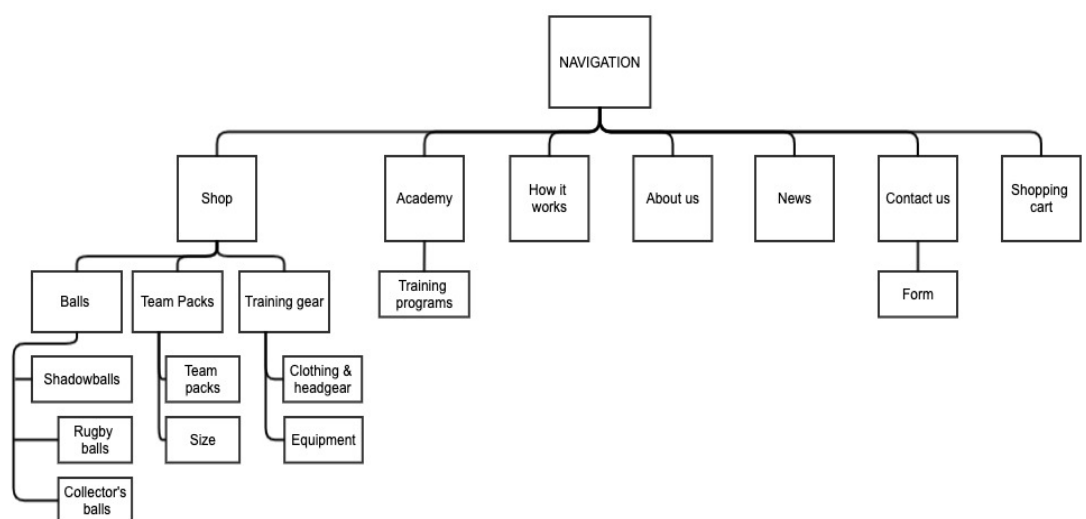 NAVIGATION
Shop
Academy
How it
works
About us
News
Contact us
Shopping
cart
Balls
Team Packs
Training gear
Training
programs
Form
Shadowballs
Team
packs
Clothing &
headgear
Rugby
balls
Size
Equipment
Collector's
balls